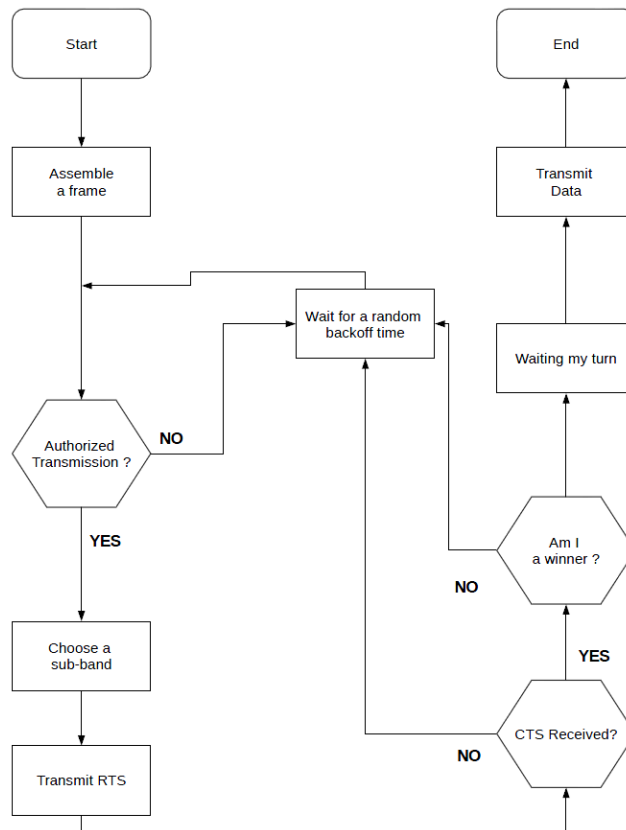 Start
End
Assemble
a frame
Transmit
Data
Wait for a random
backoff time
Waiting my turn
Authorized
Transmission ?
NO
YES
Am I
a winner ?
NO
Choose a
sub-band
YES
CTS Received?
NO
Transmit RTS